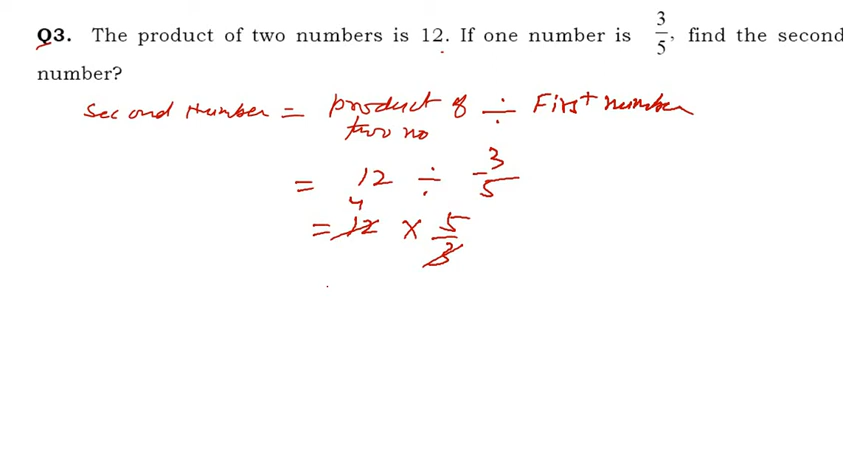 Q3. The product of two numbers is 12. If one number is 3/5, find the second
number?
Second Number = product of two no ÷ First number
= 12 ÷ 3/5
= 12 4 × 5/3